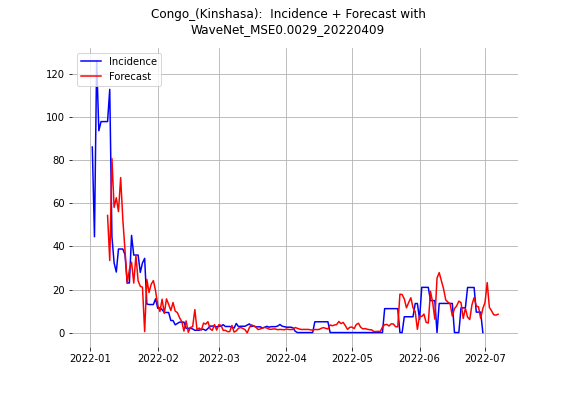 Congo_(Kinshasa):  Incidence + Forecast with
WaveNet_MSE0.0029_20220409
Incidence
Forecast
120
100
80
60
40
20
0
2022-01 2022-02 2022-03 2022-04 2022-05 2022-06 2022-07